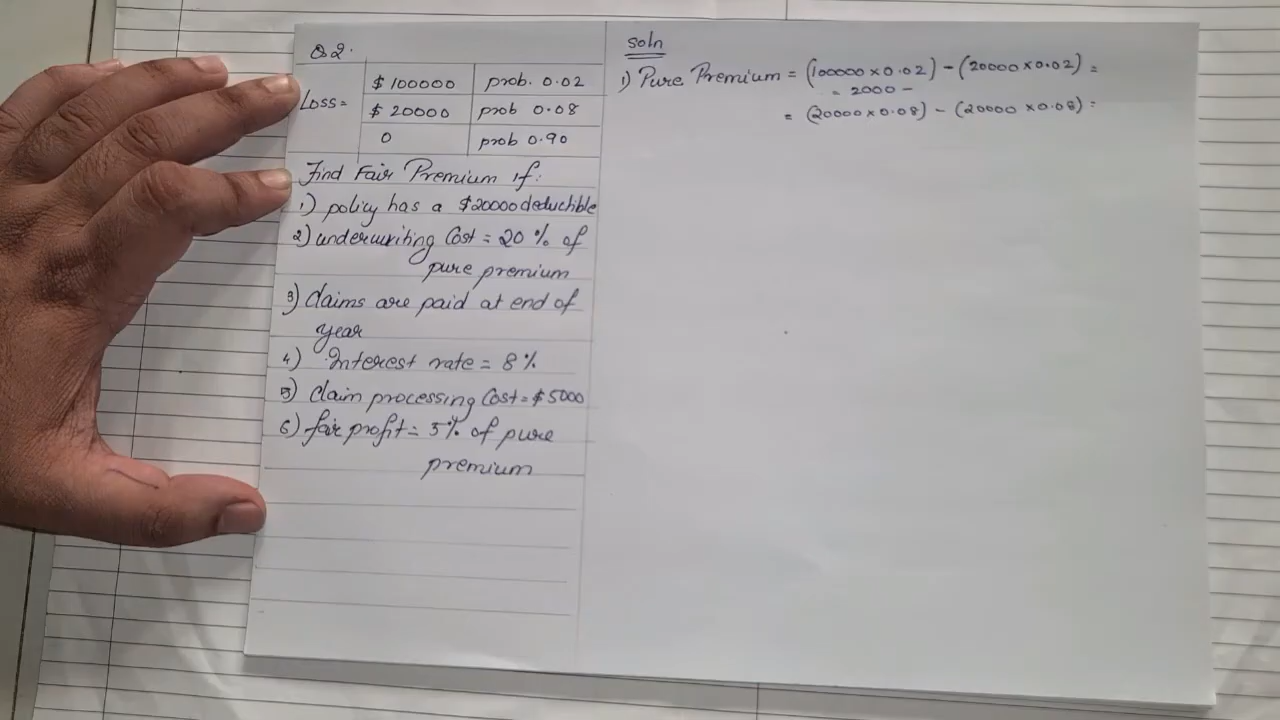 Q2.
Loss =
$ 100000 prob. 0.02
$ 20000 prob 0.08
0 prob 0.90
Find Fair Premium if:
1) policy has a $20000 deductible
2) underwriting Cost = 20 % of
pure premium
3) Claims are paid at end of
year
4) Interest rate = 8%
5) Claim processing Cost = $ 5000
6) fair profit = 5% of pure
premium
soln
1) Pure Premium = (100000 × 0.02) - (20000 × 0.02) =
= 2000 -
= (20000 × 0.08) - (20000 × 0.08) =